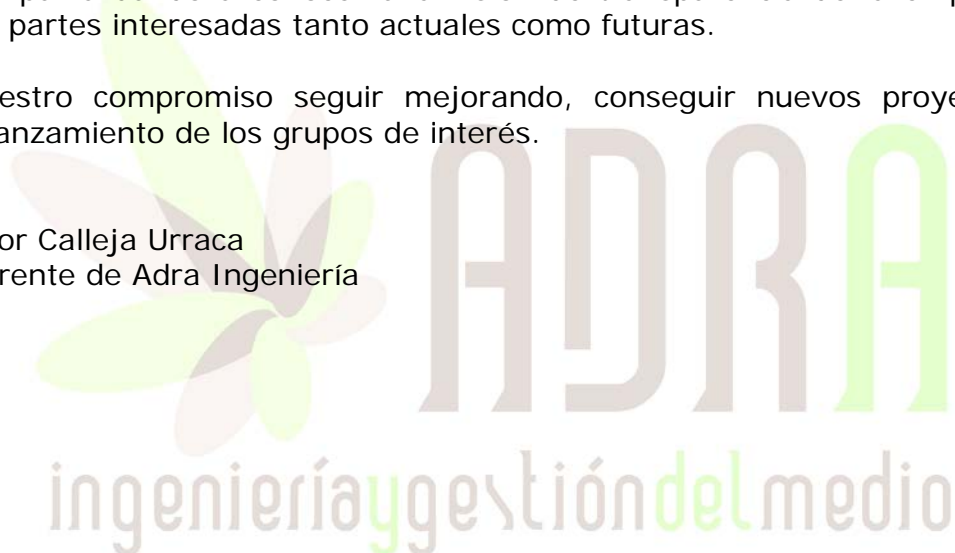 partes interesadas tanto actuales como futuras.
estro compromiso seguir mejorando, conseguir nuevos proye
anzamiento de los grupos de interés.
or Calleja Urraca
rente de Adra Ingeniería
ADRA
ingenieríaygestióndelmedio